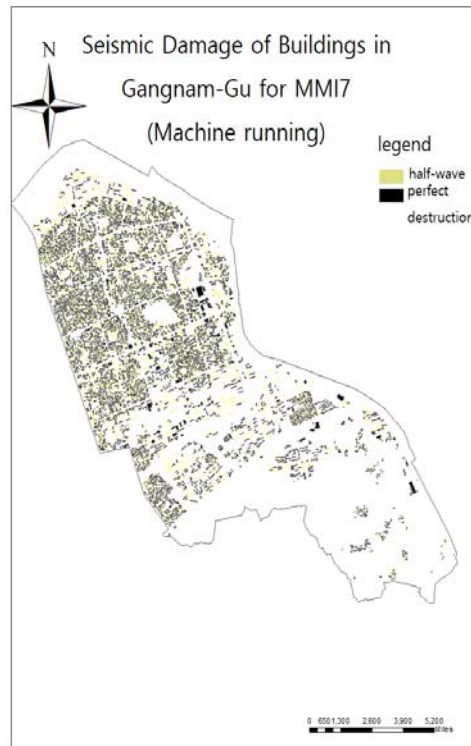 N
Seismic Damage of Buildings in
Gangnam-Gu for MMI7
(Machine running)
legend
half-wave
perfect
destruction
0 650 1,300 2,600 3,900 5,200
Miles